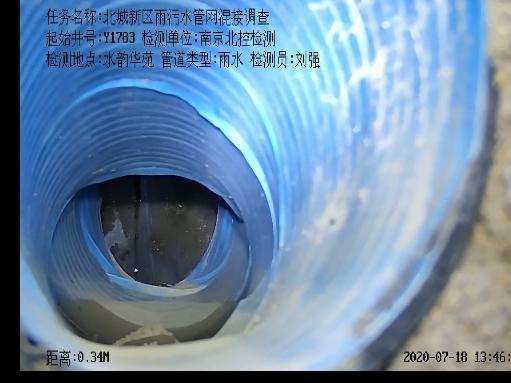 任务名称:北城新区雨污水管网混接调查
起始井号:Y1783 检测单位:南京北控检测
检测地点:水韵华苑 管道类型:雨水 检测员:刘强
距离:0.34M
2020-07-18 13:46: